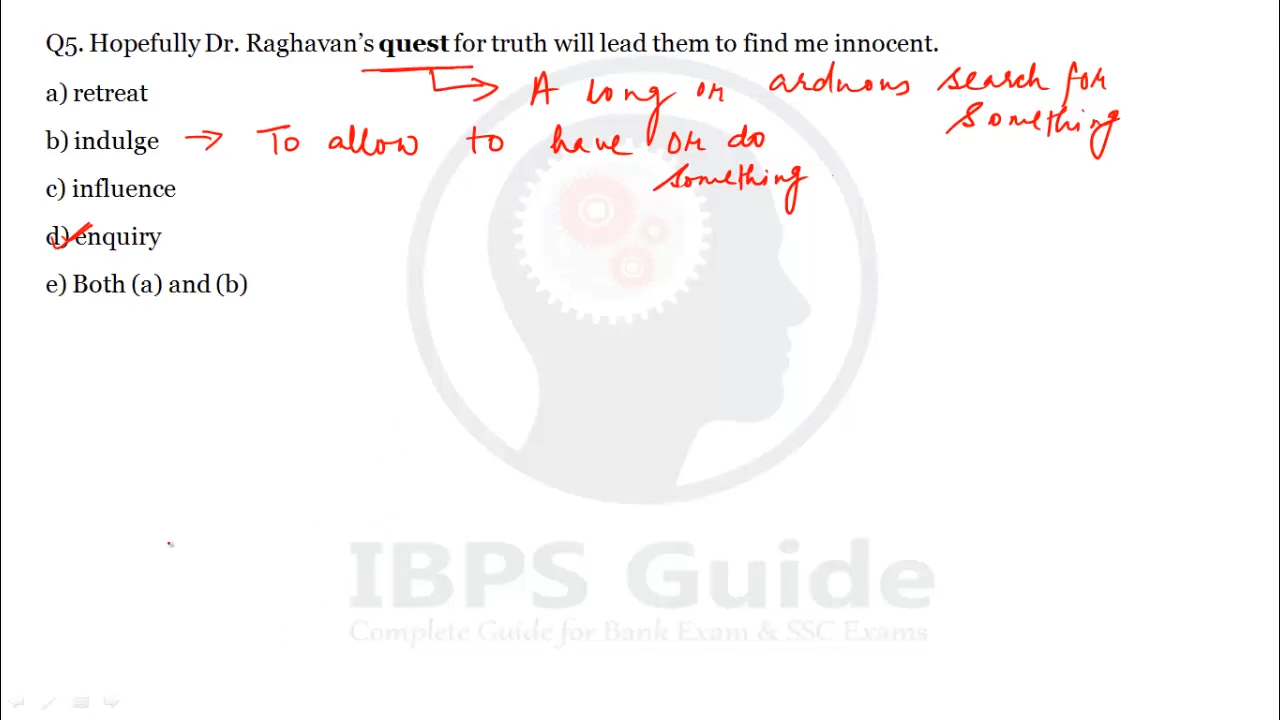 Q5. Hopefully Dr. Raghavan’s quest for truth will lead them to find me innocent.
A long or arduous search for
something
a) retreat
b) indulge → To allow to have or do
something
c) influence
d) enquiry
e) Both (a) and (b)
IBPS Guide
Complete Guide for Bank Exam & SSC Exams